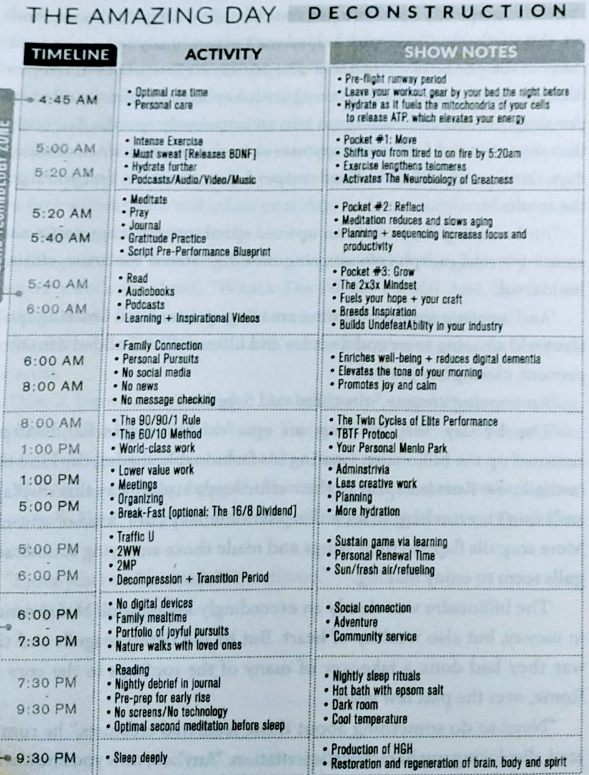 THE AMAZING DAY DECONSTRUCTION
TIMELINE ACTIVITY SHOW NOTES
4:45 AM
• Optimal rise time
• Personal care
• Pre-flight runway period
• Leave your workout gear by your bed the night before
• Hydrate as it fuels the mitochondria of your cells
to release ATP, which elevates your energy
5:00 AM
-
5:20 AM
• Intense Exercise
• Must sweat [Releases BDNF]
• Hydrate further
• Podcasts/Audio/Video/Music
• Pocket #1: Move
• Shifts you from tired to on fire by 5:20am
• Exercise lengthens telomeres
• Activates The Neurobiology of Greatness
5:20 AM
-
5:40 AM
• Meditate
• Pray
• Journal
• Gratitude Practice
• Script Pre-Performance Blueprint
• Pocket #2: Reflect
• Meditation reduces and slows aging
• Planning + sequencing increases focus and
productivity
5:40 AM
-
6:00 AM
• Read
• Audiobooks
• Podcasts
• Learning + Inspirational Videos
• Pocket #3: Grow
• The 2x3x Mindset
• Fuels your hope + your craft
• Breeds Inspiration
• Builds UndefeatAbility in your industry
6:00 AM
-
8:00 AM
• Family Connection
• Personal Pursuits
• No social media
• No news
• No message checking
• Enriches well-being + reduces digital dementia
• Elevates the tone of your morning
• Promotes joy and calm
8:00 AM
-
1:00 PM
• The 90/90/1 Rule
• The 60/10 Method
• World-class work
• The Twin Cycles of Elite Performance
• TBTF Protocol
• Your Personal Menlo Park
1:00 PM
-
5:00 PM
• Lower value work
• Meetings
• Organizing
• Break-Fast [optional: The 16/8 Dividend]
• Adminstrivia
• Less creative work
• Planning
• More hydration
5:00 PM
-
6:00 PM
• Traffic U
• 2WW
• 2MP
• Decompression + Transition Period
• Sustain game via learning
• Personal Renewal Time
• Sun/fresh air/refueling
6:00 PM
-
7:30 PM
• No digital devices
• Family mealtime
• Portfolio of joyful pursuits
• Nature walks with loved ones
• Social connection
• Adventure
• Community service
7:30 PM
-
9:30 PM
• Reading
• Nightly debrief in journal
• Pre-prep for early rise
• No screens/No technology
• Optimal second meditation before sleep
• Nightly sleep rituals
• Hot bath with epsom salt
• Dark room
• Cool temperature
9:30 PM
• Sleep deeply
• Production of HGH
• Restoration and regeneration of brain, body and spirit